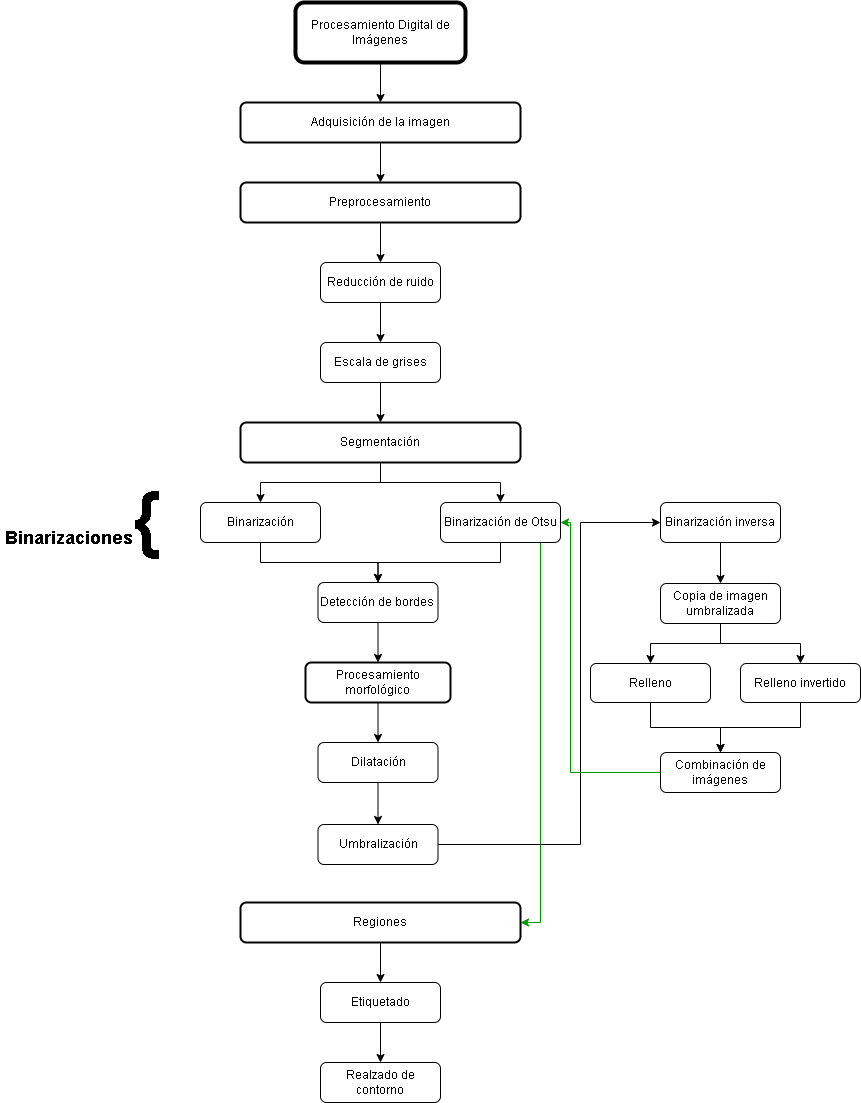 Procesamiento Digital de
Imágenes
Adquisición de la imagen
Preprocesamiento
Reducción de ruido
Escala de grises
Segmentación
Binarizaciones {
Binarización
Binarización de Otsu
Binarización inversa
Detección de bordes
Copia de imagen
umbralizada
Procesamiento
morfológico
Relleno
Relleno invertido
Dilatación
Combinación de
imágenes
Umbralización
Regiones
Etiquetado
Realzado de
contorno